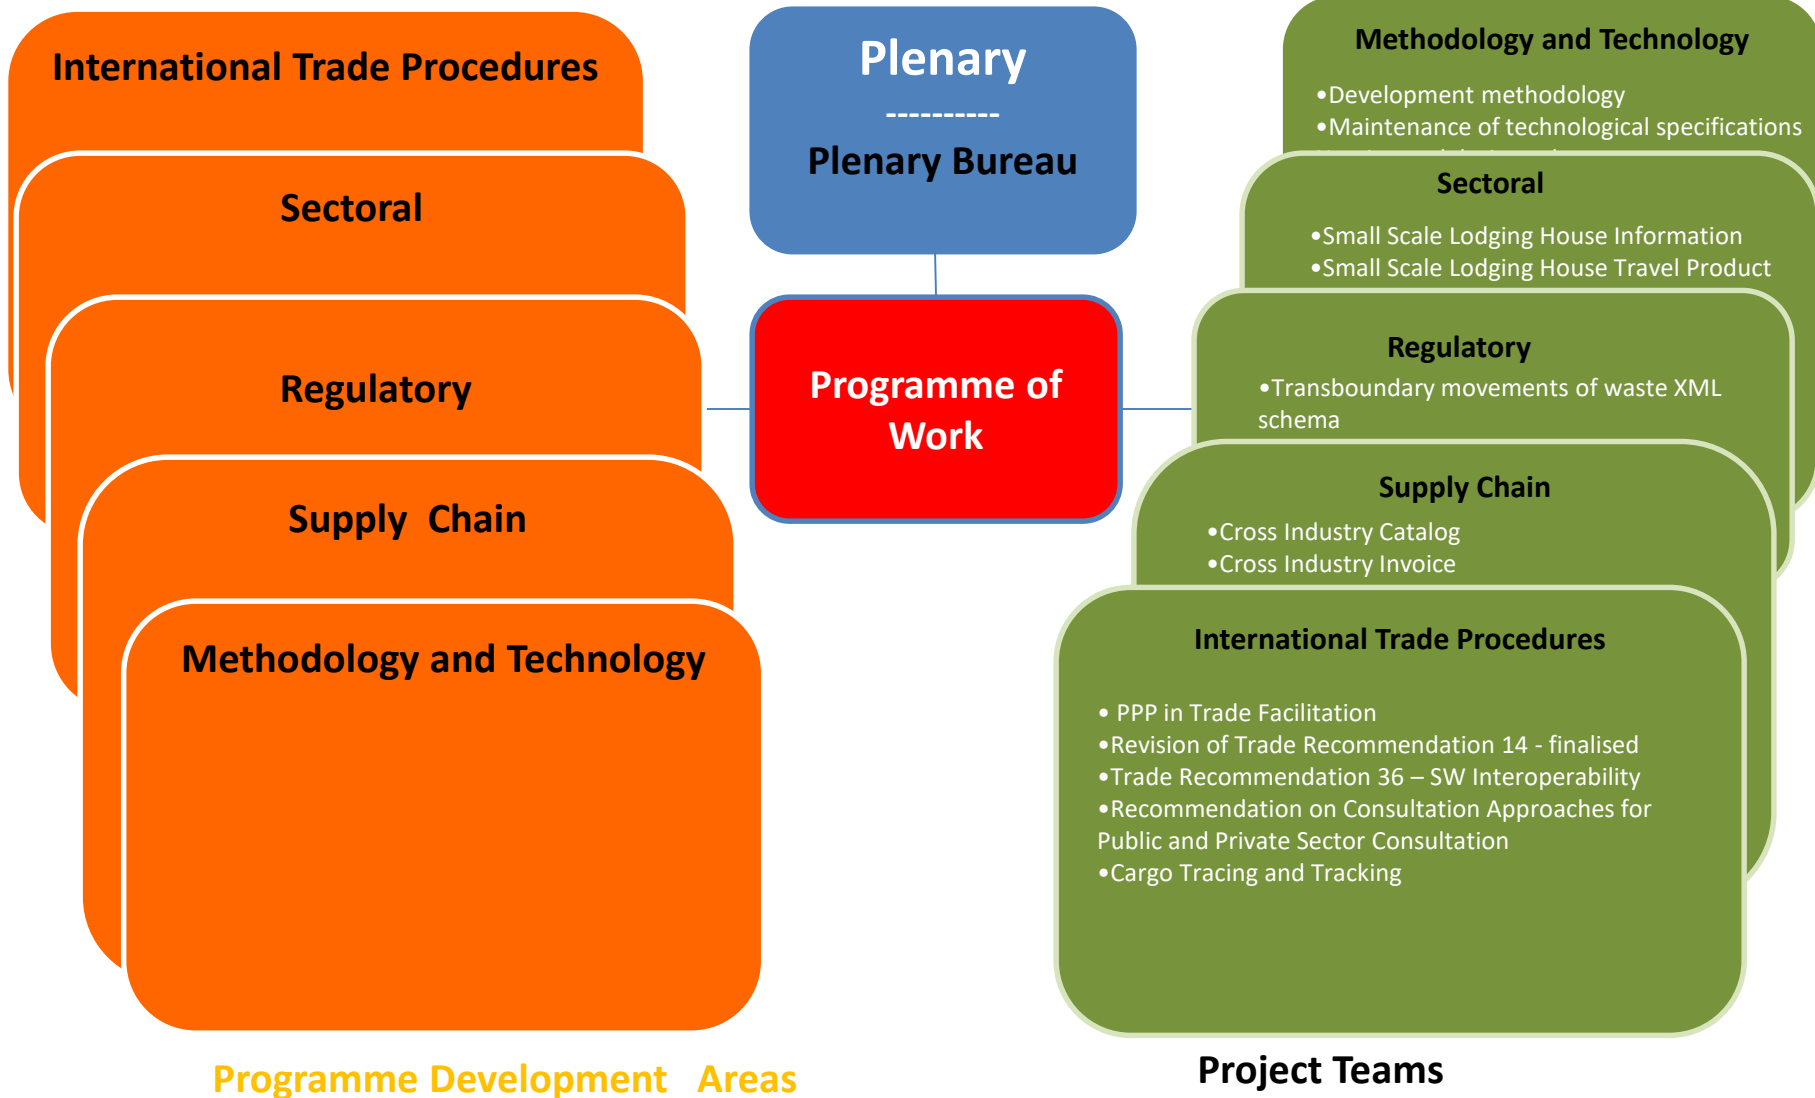 International Trade Procedures
Sectoral
Regulatory
Supply  Chain
Methodology and Technology
Programme Development   Areas
Plenary
----------
Plenary Bureau
Programme of
Work
Methodology and Technology
•Development methodology
•Maintenance of technological specifications
Sectoral
•Small Scale Lodging House Information
•Small Scale Lodging House Travel Product
Regulatory
•Transboundary movements of waste XML
schema
Supply Chain
•Cross Industry Catalog
•Cross Industry Invoice
International Trade Procedures
• PPP in Trade Facilitation
•Revision of Trade Recommendation 14 - finalised
•Trade Recommendation 36 – SW Interoperability
•Recommendation on Consultation Approaches for
Public and Private Sector Consultation
•Cargo Tracing and Tracking
Project Teams